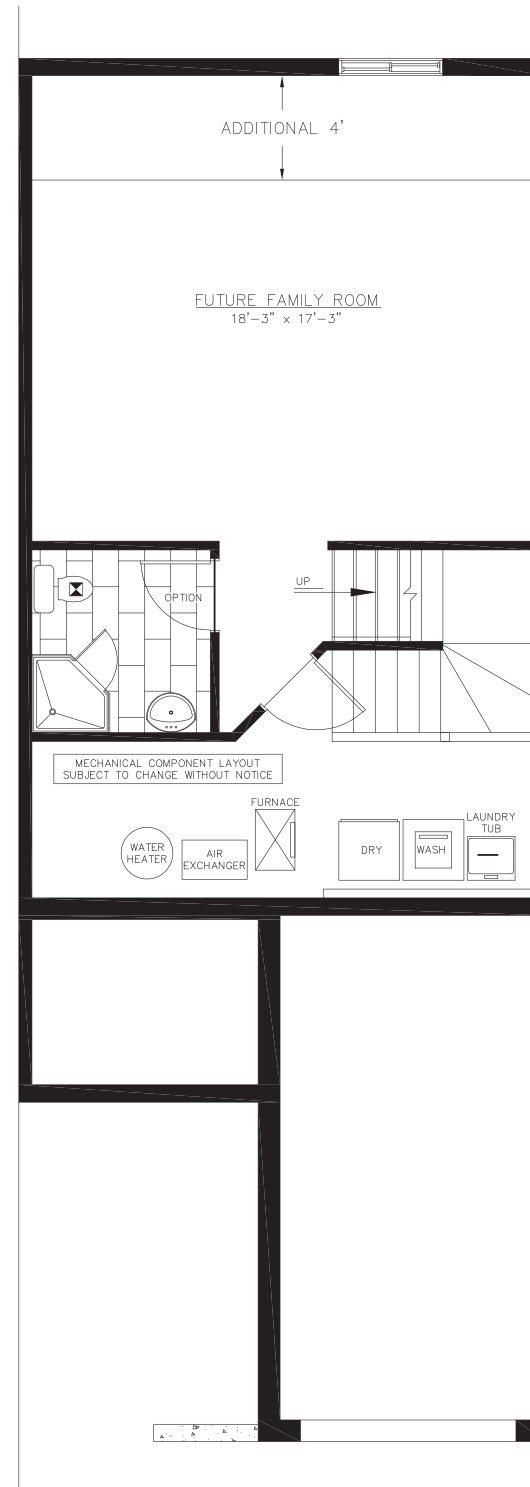 ADDITIONAL 4'
FUTURE FAMILY ROOM
18'-3" x 17'-3"
OPTION
UP
MECHANICAL COMPONENT LAYOUT
SUBJECT TO CHANGE WITHOUT NOTICE
FURNACE
WATER
HEATER
AIR
EXCHANGER
DRY
WASH
LAUNDRY
TUB